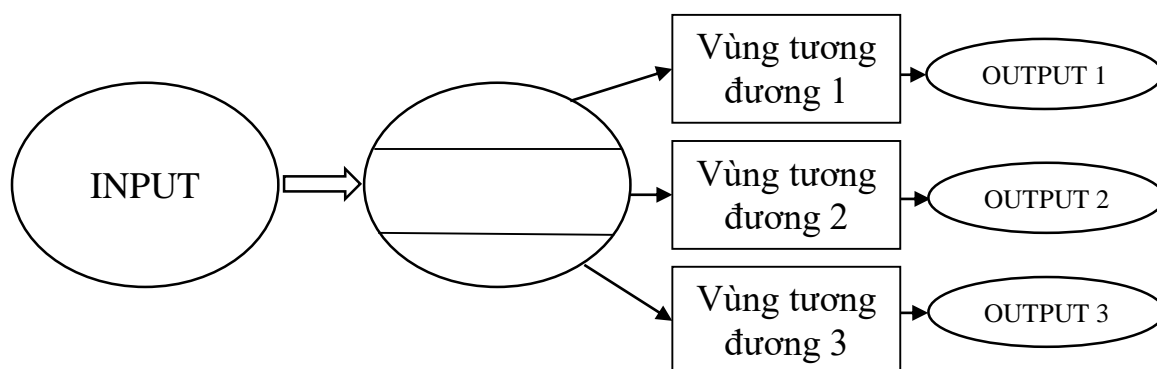 INPUT
Vùng tương
đương 1
OUTPUT 1
Vùng tương
đương 2
OUTPUT 2
Vùng tương
đương 3
OUTPUT 3